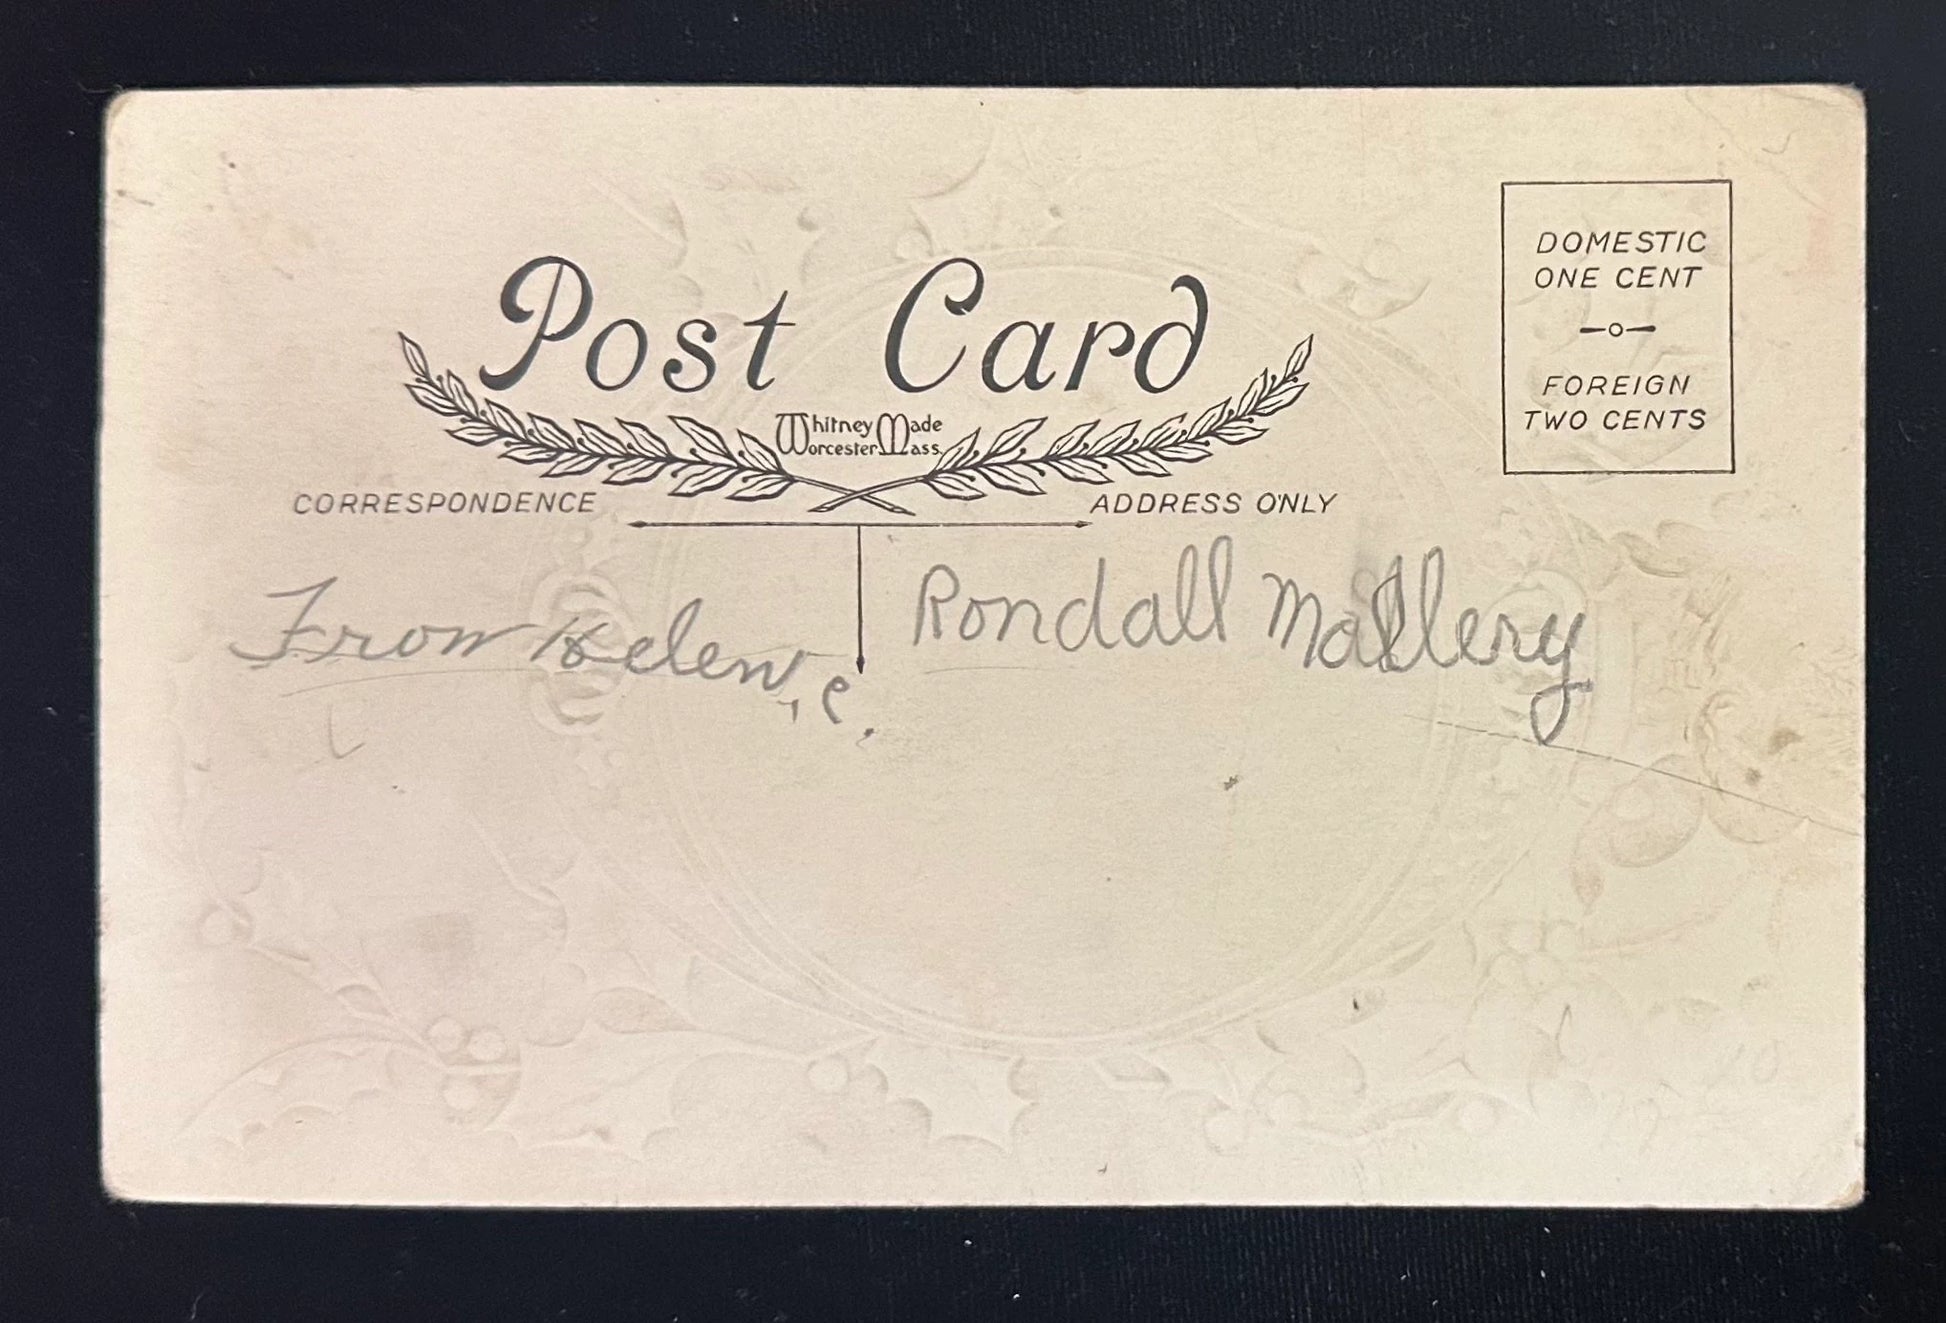 Post Card
Whitney Made
Worcester Mass.
DOMESTIC
ONE CENT
FOREIGN
TWO CENTS
CORRESPONDENCE
ADDRESS ONLY
From Helen, C.
Rondall Mallery